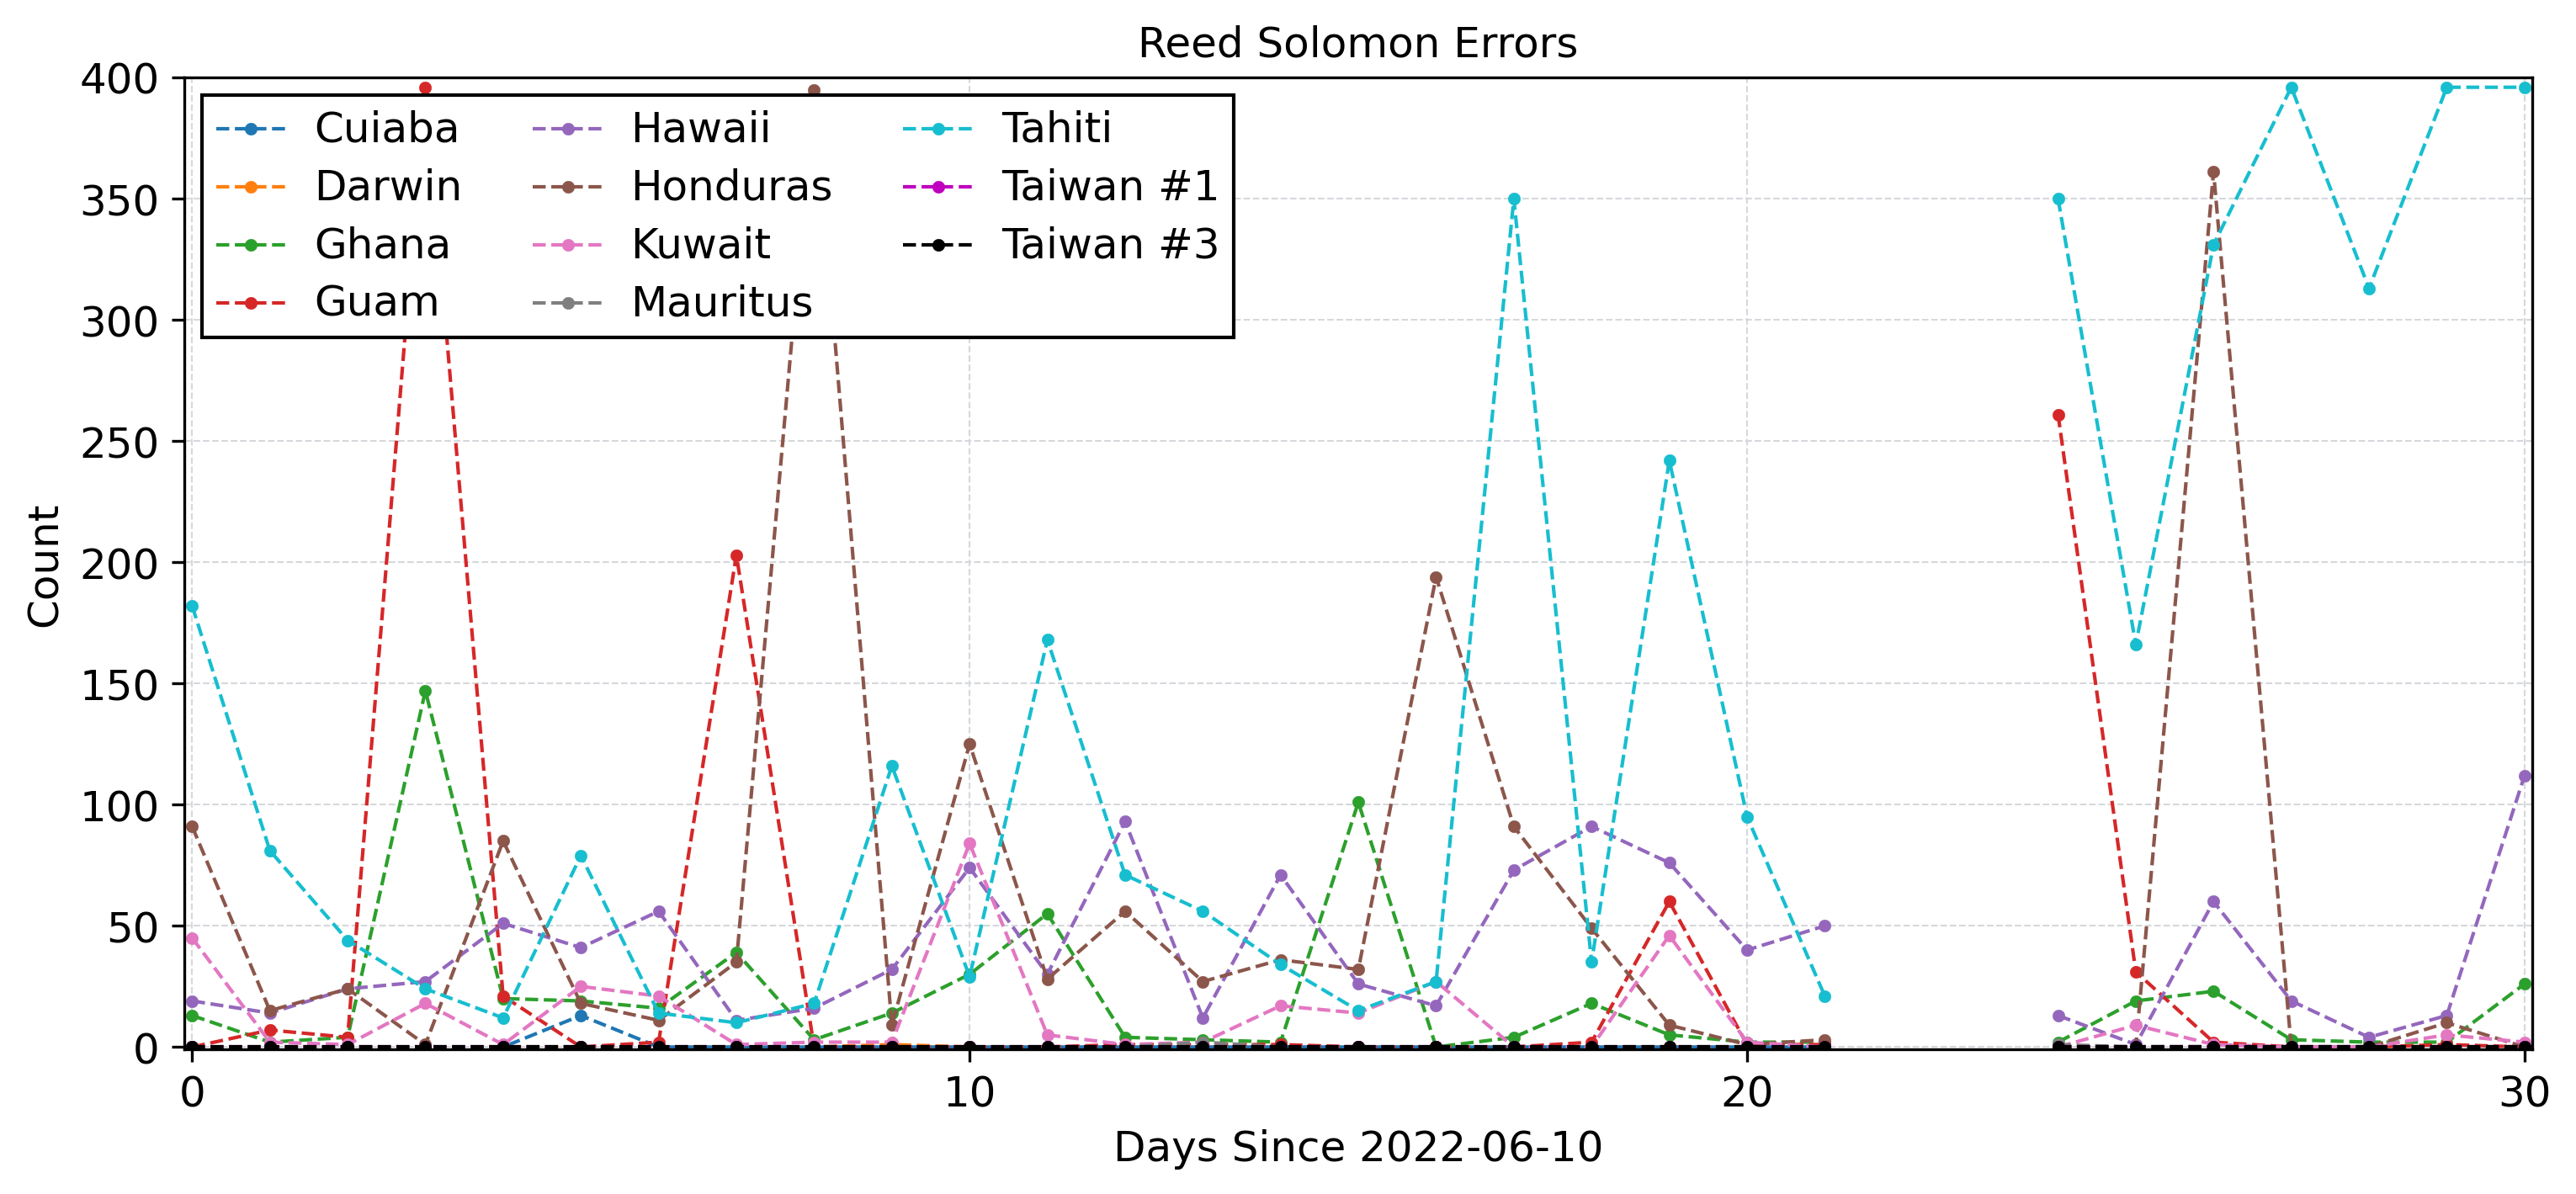 Reed Solomon Errors
400
350
300
250
200
150
100
50
0
Count
Cuiaba
Darwin
Ghana
Guam
Hawaii
Honduras
Kuwait
Mauritus
Tahiti
Taiwan #1
Taiwan #3
0 10 20 30
Days Since 2022-06-10